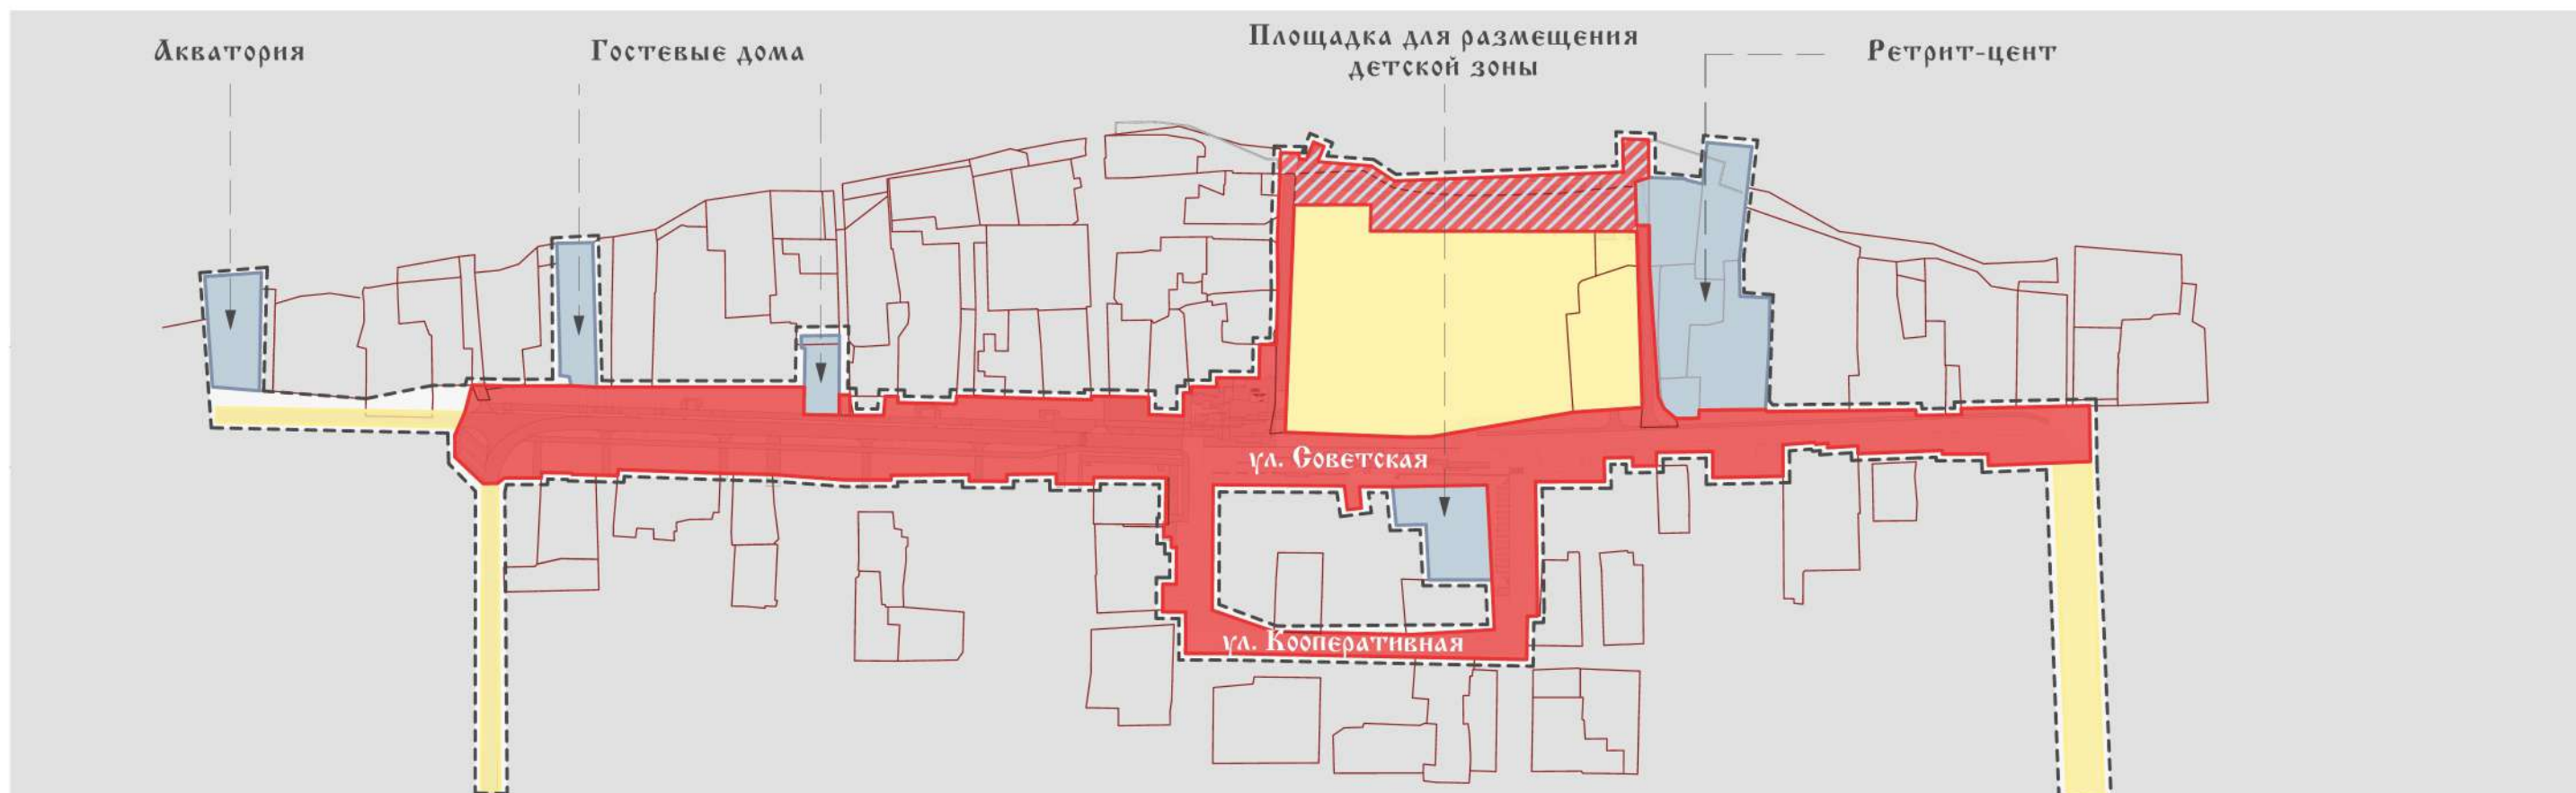 Акватория
Гостевые дома
Площадка для размещения
детской зоны
Ретрит-цент
ул. Советская
ул. Кооперативная